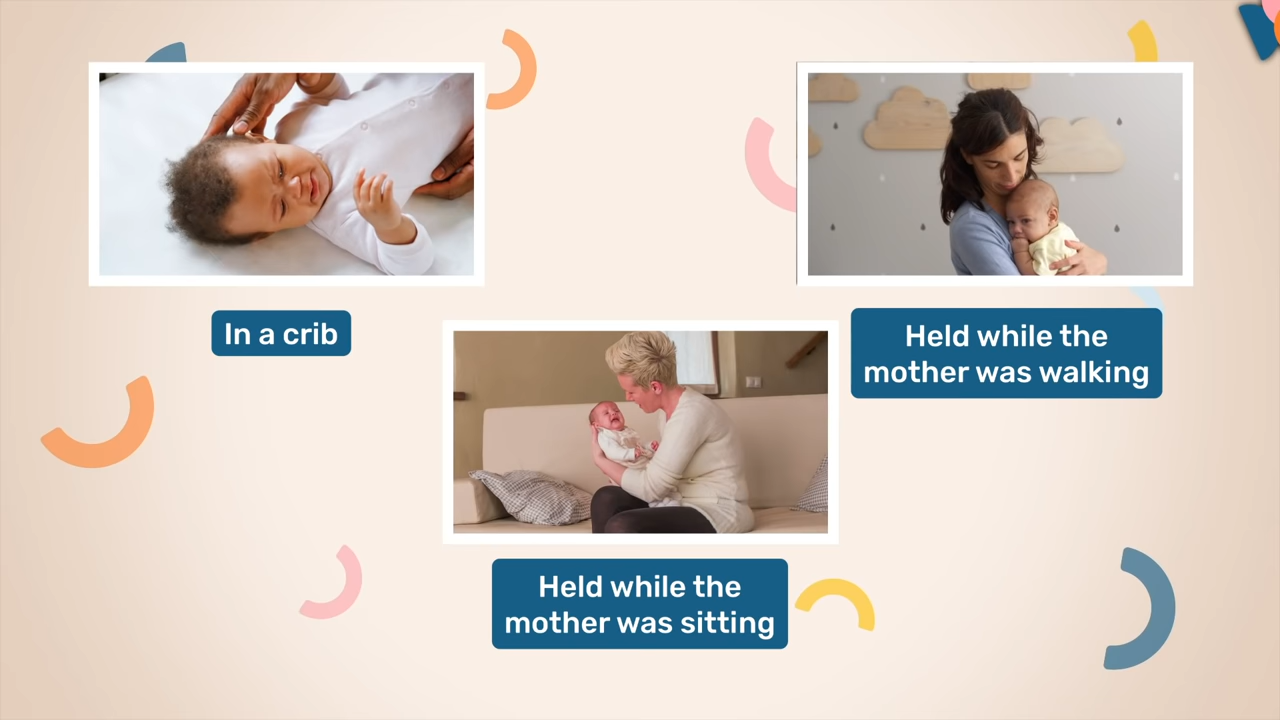 In a crib
Held while the
mother was walking
Held while the
mother was sitting